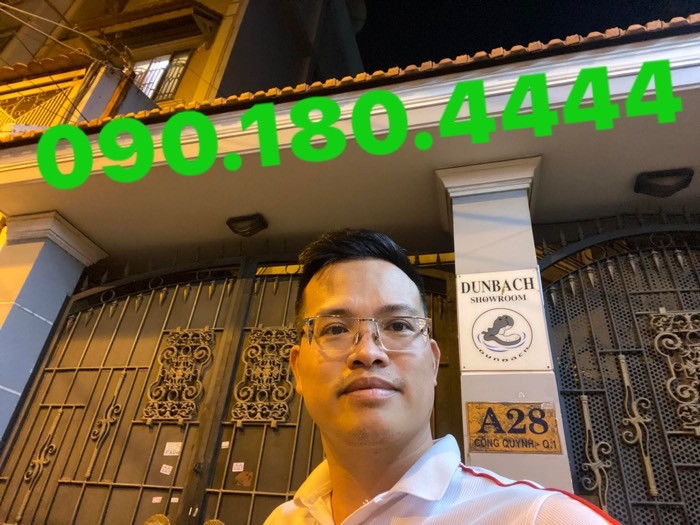 090.180.4444
DUNBACH
SHOWROOM
DUNBACH
A28
CỐNG QUỲNH - Q.1